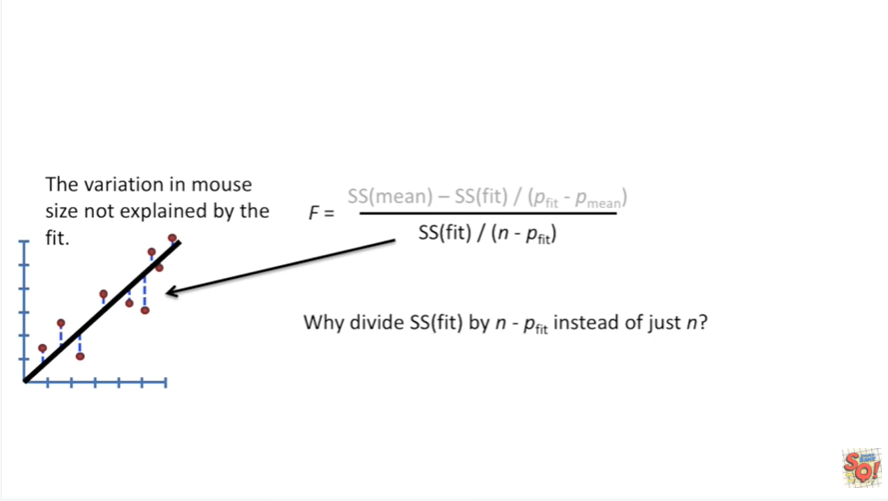 The variation in mouse
size not explained by the
fit.
F = 
SS(mean) – SS(fit) / (pfit - pmean)
SS(fit) / (n - pfit)
Why divide SS(fit) by n - pfit instead of just n?
SQ!